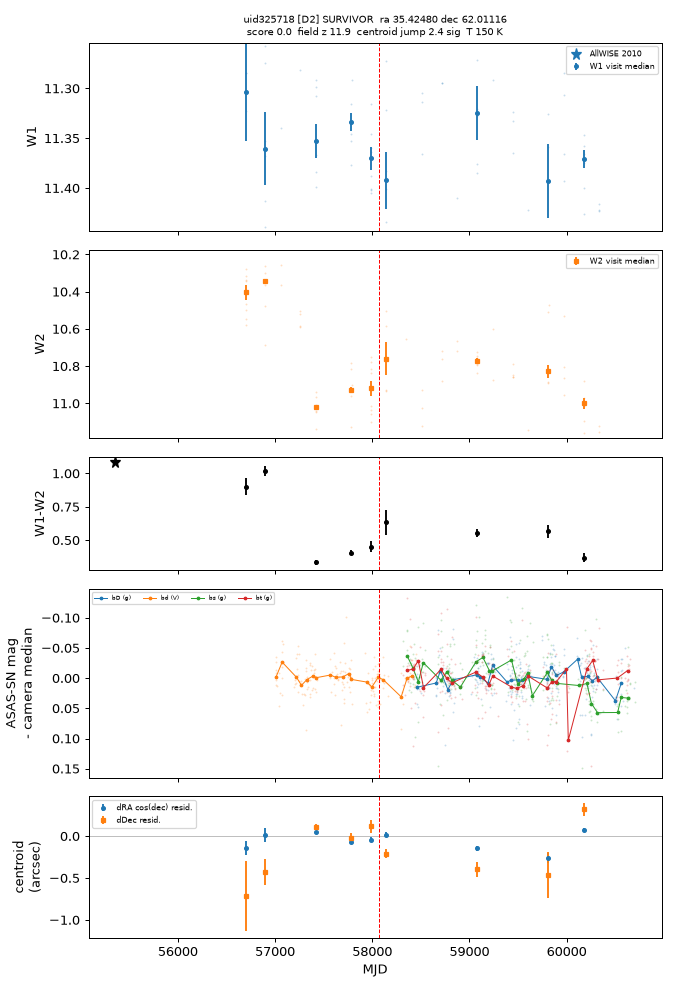 uid325718 [D2] SURVIVOR  ra 35.42480 dec 62.01116
score 0.0  field z 11.9  centroid jump 2.4 sig  T 150 K
AllWISE 2010
W1 visit median
11.30
11.35
11.40
W1
W2 visit median
10.2
10.4
10.6
10.8
11.0
W2
1.00
0.75
0.50
W1-W2
bD (g)
bd (V)
bs (g)
bt (g)
−0.10
−0.05
0.00
0.05
0.10
0.15
ASAS-SN mag
- camera median
dRA cos(dec) resid.
dDec resid.
0.0
−0.5
−1.0
centroid
(arcsec)
56000
57000
58000
59000
60000
MJD